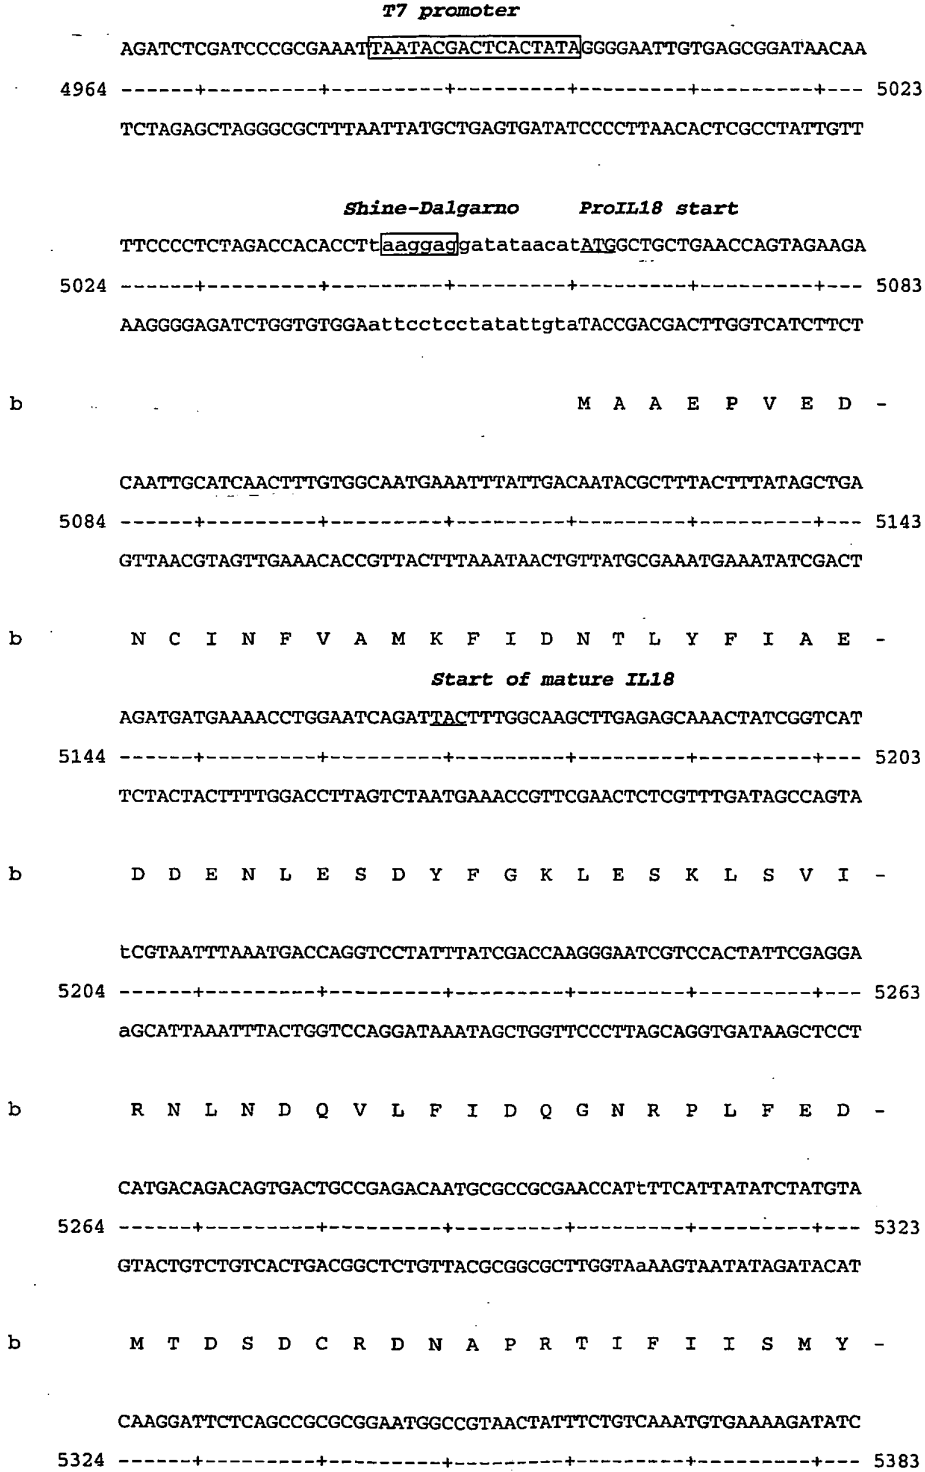 T7 promoter
AGATCTCGATCCCGCGAAATTAATACGACTCACTATAGGGGAATTGTGAGCGGATAACAA
4964 ------+---------+---------+---------+---------+---------+--- 5023
TCTAGAGCTAGGGCGCTTTAATTATGCTGAGTGATATCCCCTTAACACTCGCCTATTGTT
Shine-Dalgarno ProIL18 start
TTCCCCTCTAGACCACACCTtaaggaggatataacatATGGCTGCTGAACCAGTAGAAGA
5024 ------+---------+---------+---------+---------+---------+--- 5083
AAGGGGAGATCTGGTGTGGAattcctcctatattgtaTACCGACGACTTGGTCATCTTCT
b M A A E P V E D -
CAATTGCATCAACTTTGTGGCAATGAAATTTATTGACAATACGCTTTACTTTATAGCTGA
5084 ------+---------+---------+---------+---------+---------+--- 5143
GTTAACGTAGTTGAAACACCGTTACTTTAAATAACTGTTATGCGAAATGAAATATCGACT
b N C I N F V A M K F I D N T L Y F I A E -
Start of mature IL18
AGATGATGAAAACCTGGAATCAGATTACTTTGGCAAGCTTGAGAGCAAACTATCGGTCAT
5144 ------+---------+---------+---------+---------+---------+--- 5203
TCTACTACTTTTGGACCTTAGTCTAATGAAACCGTTCGAACTCTCGTTTGATAGCCAGTA
b D D E N L E S D Y F G K L E S K L S V I -
tCGTAATTTAAATGACCAGGTCCTATTTATCGACCAAGGGAATCGTCCACTATTCGAGGA
5204 ------+---------+---------+---------+---------+---------+--- 5263
aGCATTAAATTTACTGGTCCAGGATAAATAGCTGGTTCCCTTAGCAGGTGATAAGCTCCT
b R N L N D Q V L F I D Q G N R P L F E D -
CATGACAGACAGTGACTGCCGAGACAATGCGCCGCGAACCATtTTCATTATATCTATGTA
5264 ------+---------+---------+---------+---------+---------+--- 5323
GTACTGTCTGTCACTGACGGCTCTGTTACGCGGCGCTTGGTAaAAGTAATATAGATACAT
b M T D S D C R D N A P R T I F I I S M Y -
CAAGGATTCTCAGCCGCGCGGAATGGCCGTAACTATTTCTGTCAAATGTGAAAAGATATC
5324 ------+---------+---------+---------+---------+---------+--- 5383